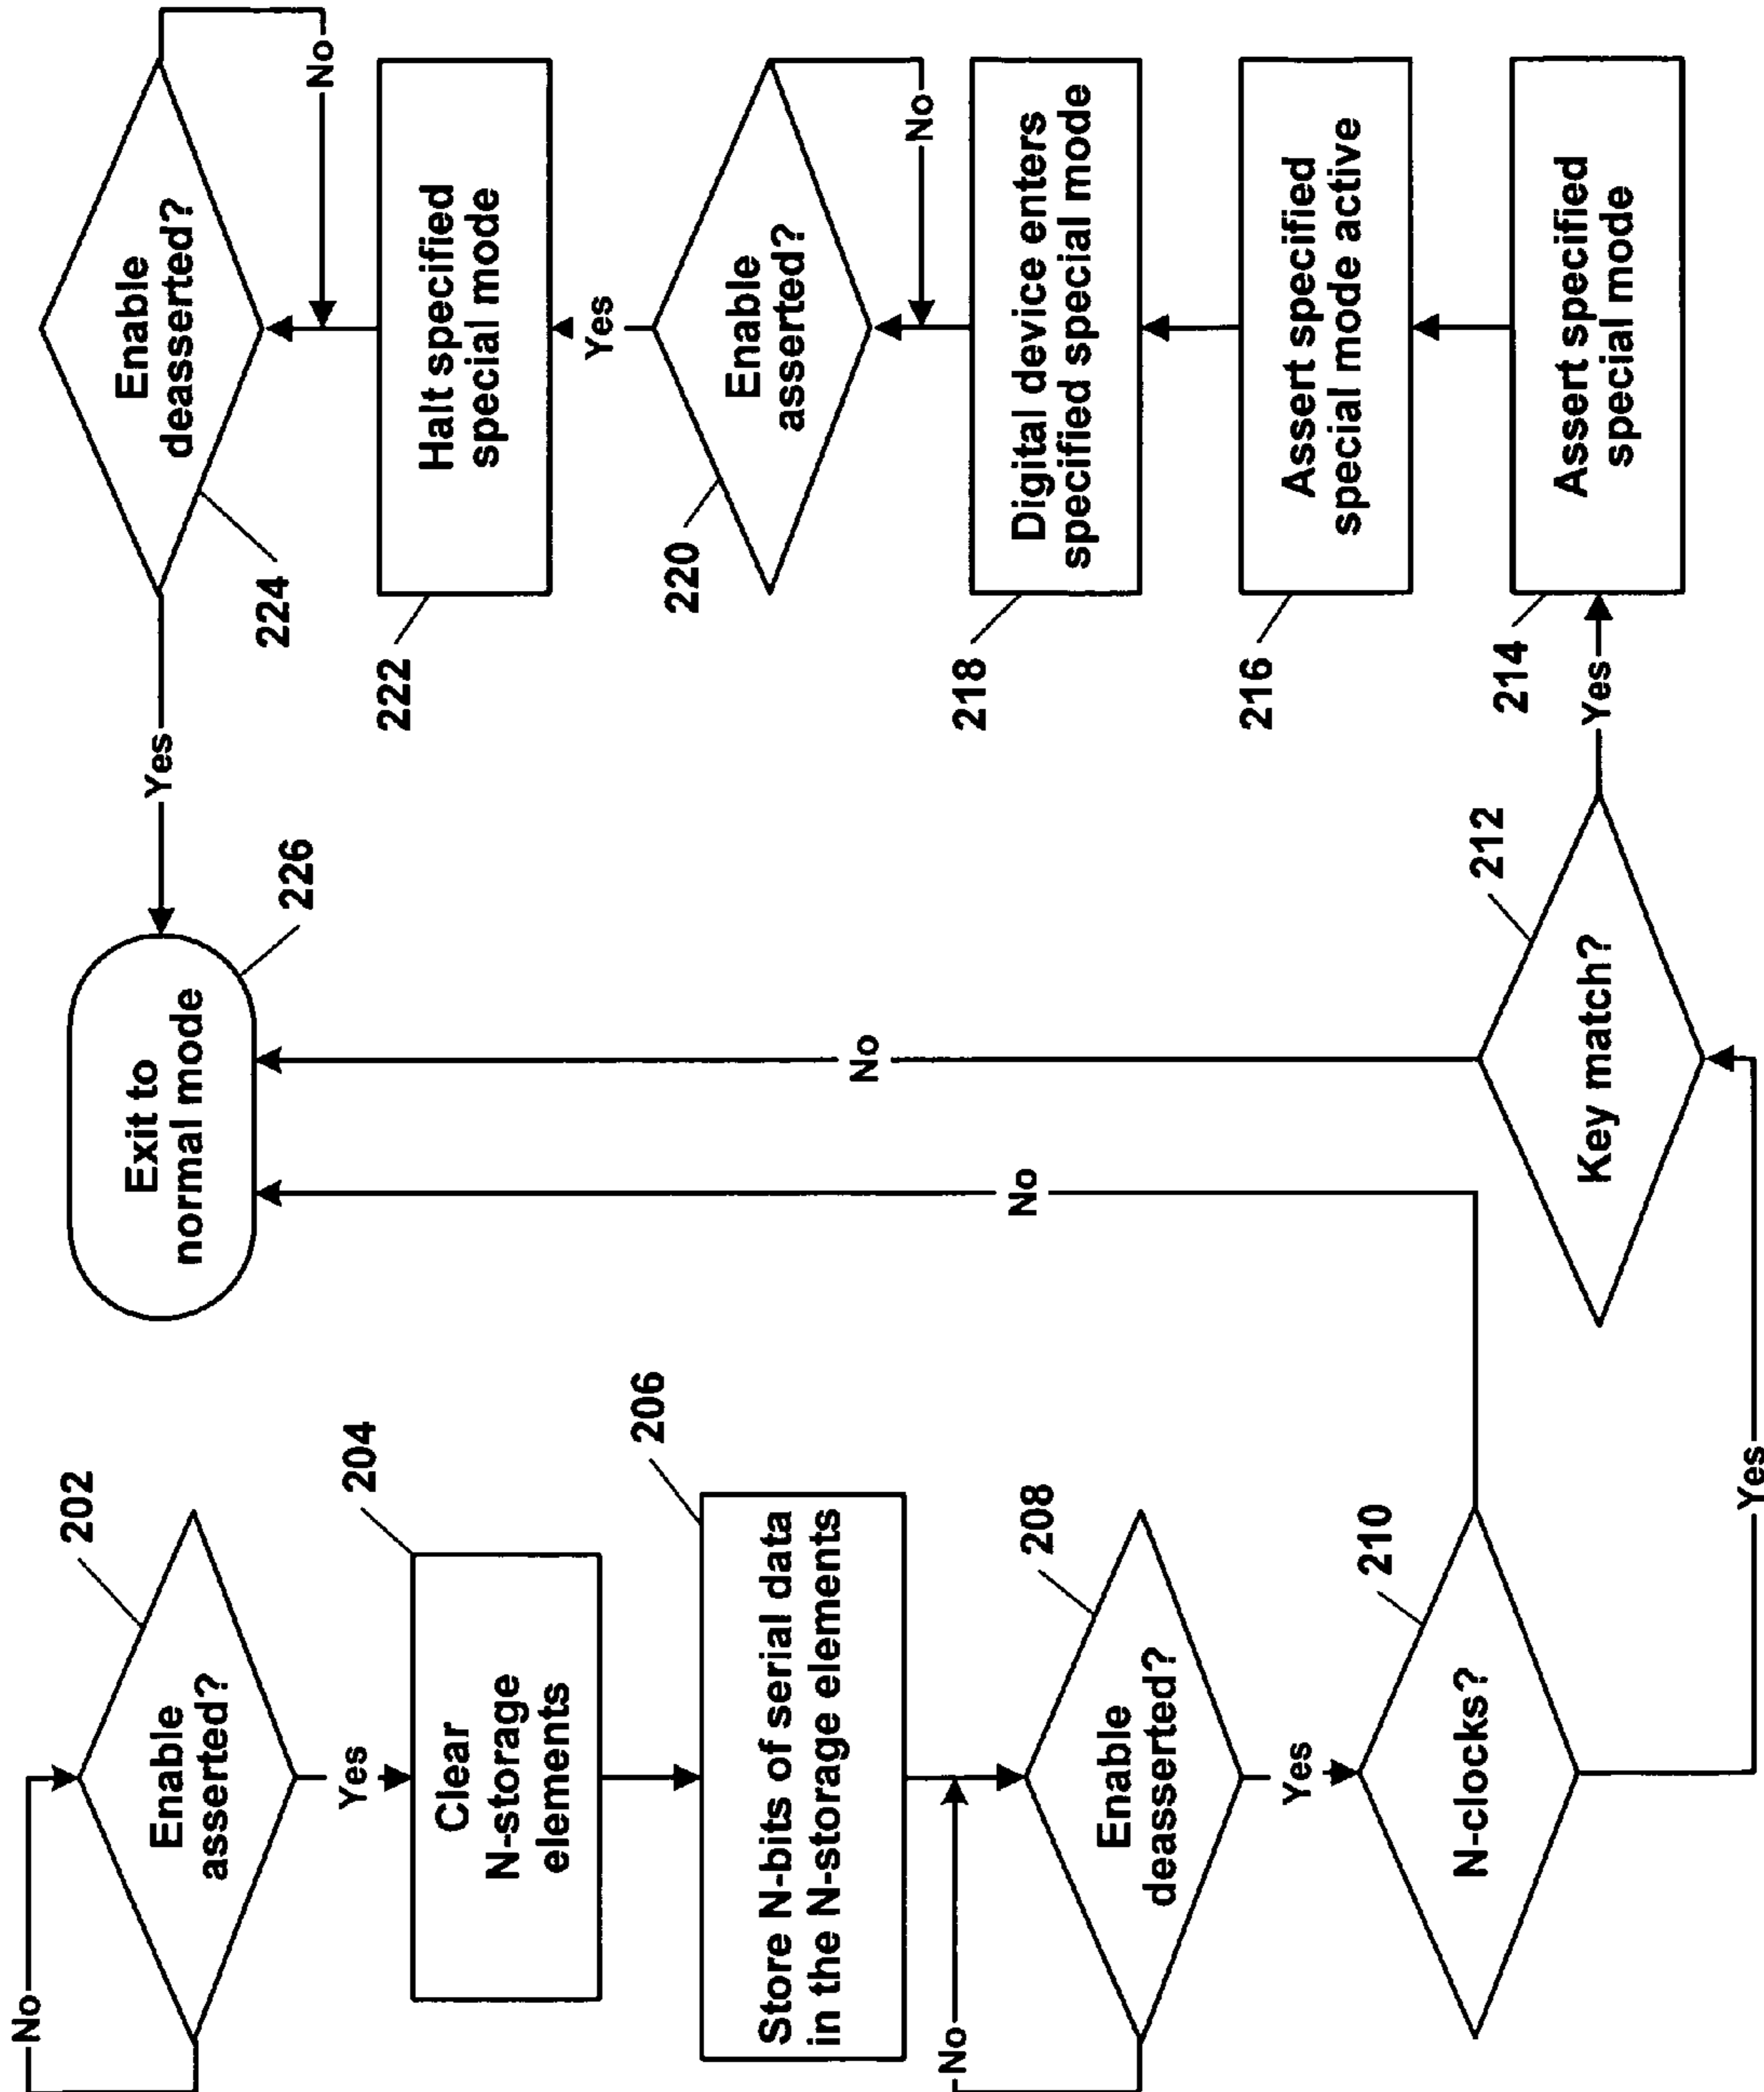 No
Enable
asserted?
202
Yes
Clear
N-storage
elements
204
Store N-bits of serial data
in the N-storage elements
206
No
Enable
deasserted?
208
Yes
N-clocks?
210
No
Yes
Key match?
212
No
Yes
Assert specified
special mode
214
Assert specified
special mode active
216
Digital device enters
specified special mode
218
No
Enable
asserted?
220
Yes
Halt specified
special mode
222
No
Enable
deasserted?
224
Yes
Exit to
normal mode
226